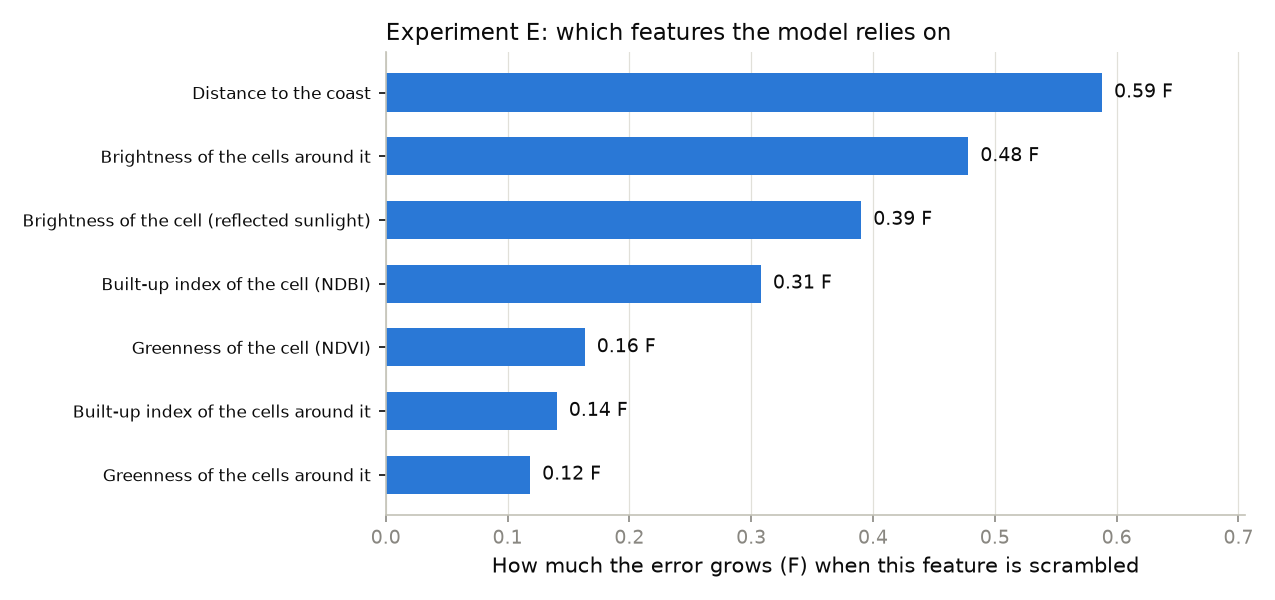 Experiment E: which features the model relies on
Distance to the coast
0.59 F
Brightness of the cells around it
0.48 F
Brightness of the cell (reflected sunlight)
0.39 F
Built-up index of the cell (NDBI)
0.31 F
Greenness of the cell (NDVI)
0.16 F
Built-up index of the cells around it
0.14 F
Greenness of the cells around it
0.12 F
0.0 0.1 0.2 0.3 0.4 0.5 0.6 0.7
How much the error grows (F) when this feature is scrambled